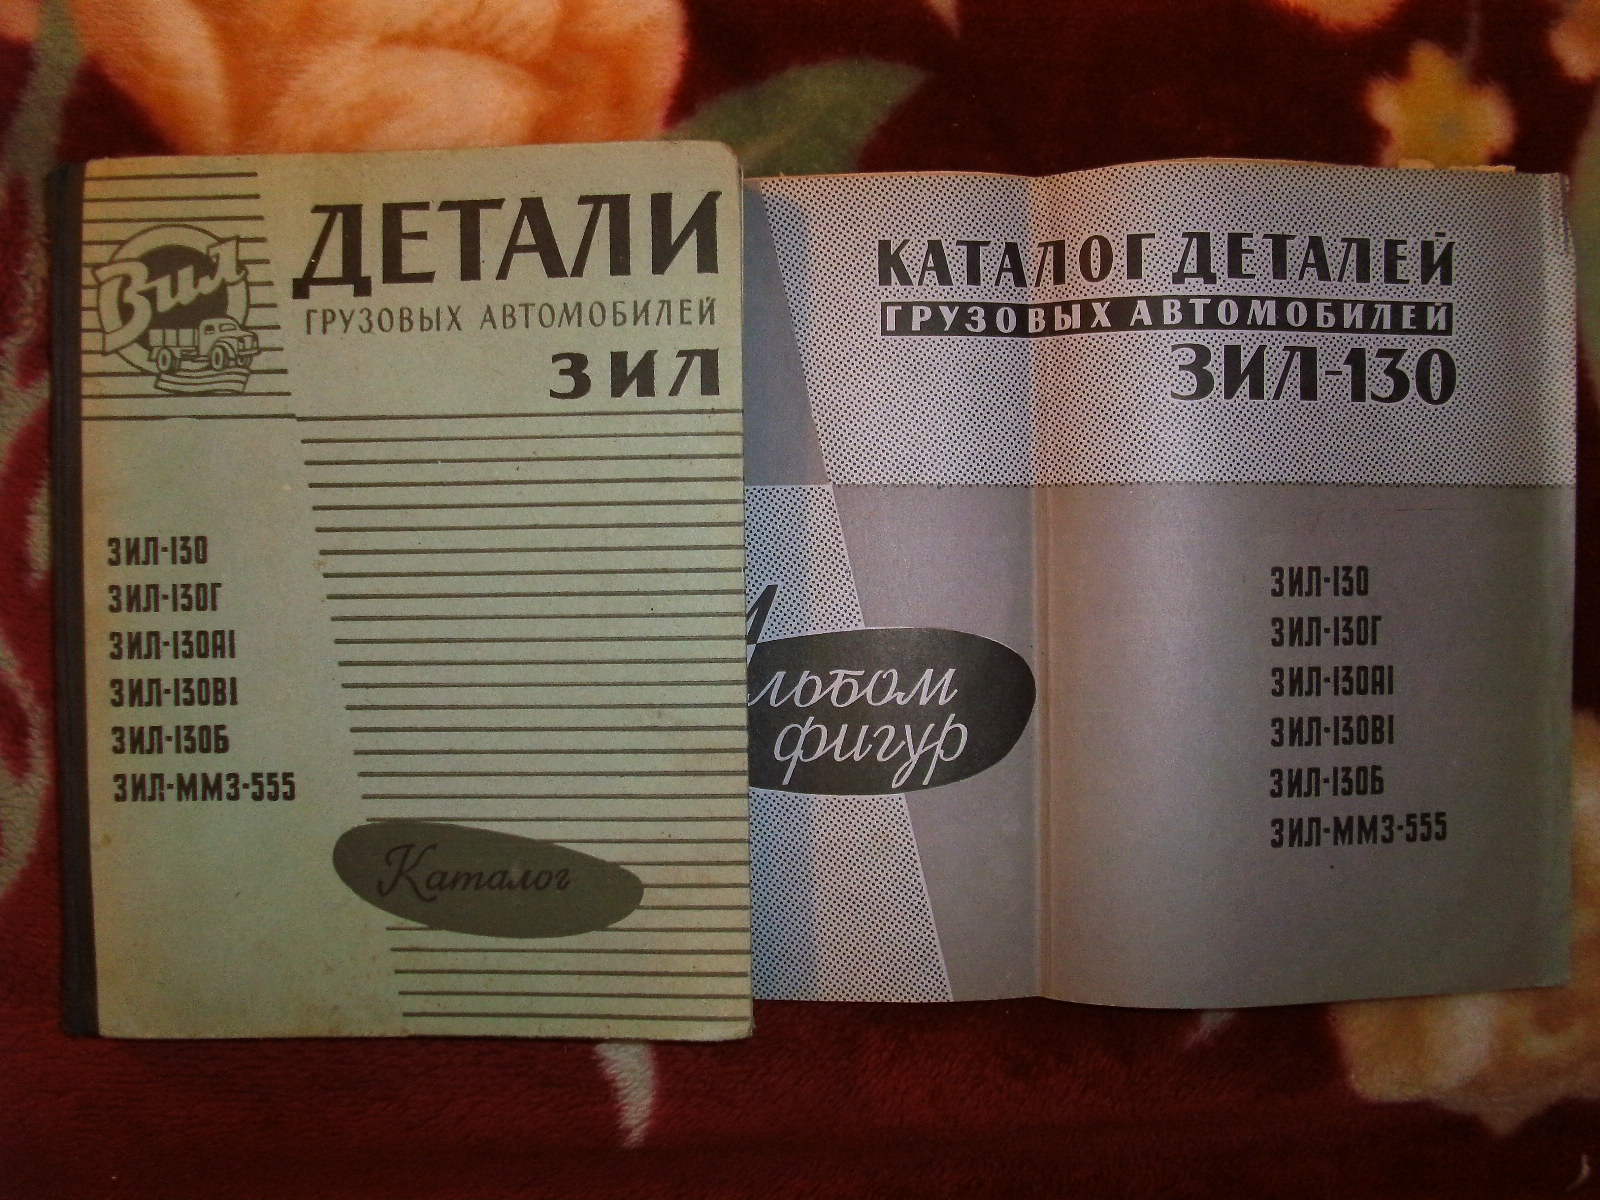 Зил
ДЕТАЛИ
ГРУЗОВЫХ АВТОМОБИЛЕЙ
ЗИЛ
ЗИЛ-130
ЗИЛ-130Г
ЗИЛ-130А1
ЗИЛ-130В1
ЗИЛ-130Б
ЗИЛ-ММЗ-555
Каталог
КАТАЛОГ ДЕТАЛЕЙ
ГРУЗОВЫХ АВТОМОБИЛЕЙ
ЗИЛ-130
Альбом
фигур
ЗИЛ-130
ЗИЛ-130Г
ЗИЛ-130А1
ЗИЛ-130В1
ЗИЛ-130Б
ЗИЛ-ММЗ-555